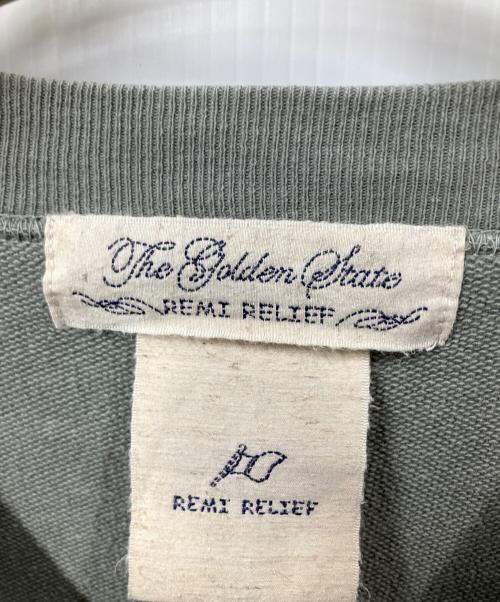 The Golden State
REMI RELIEF
REMI RELIEF